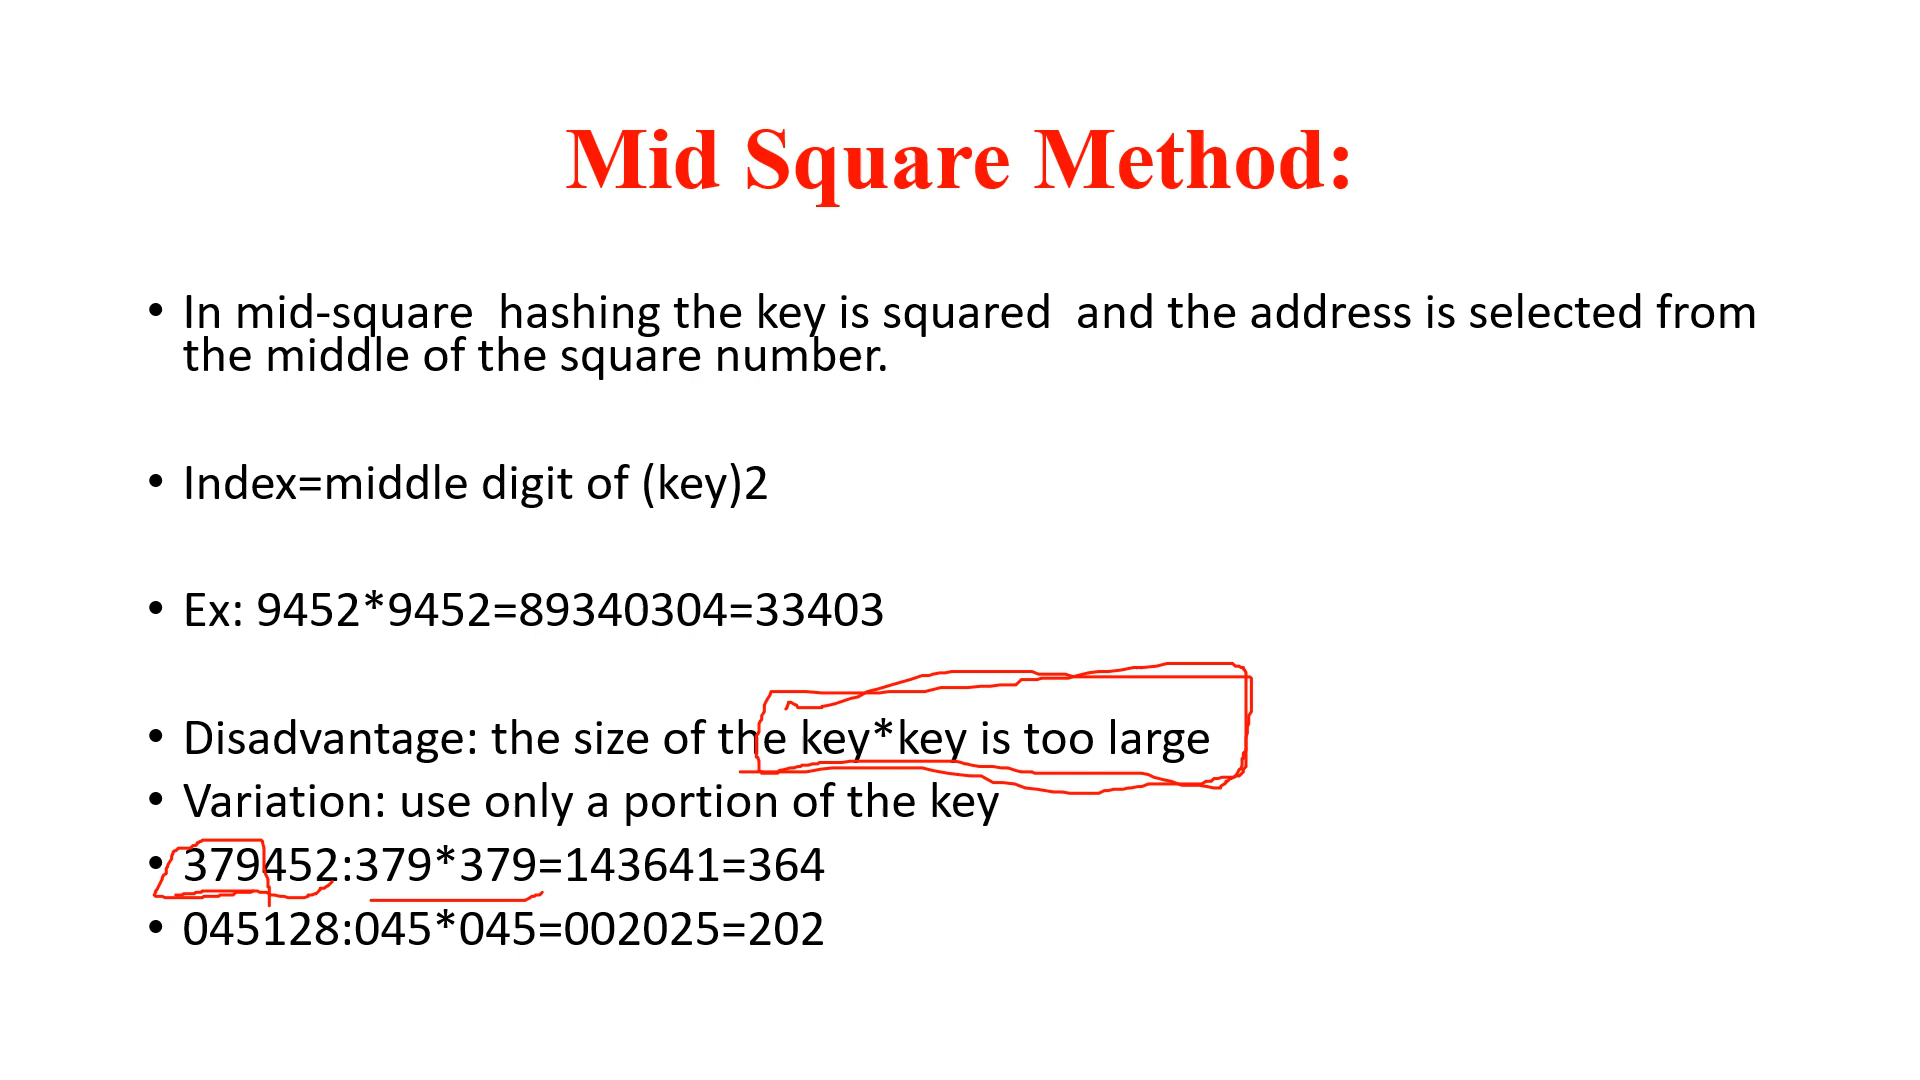 Mid Square Method:
• In mid-square hashing the key is squared and the address is selected from
the middle of the square number.
• Index=middle digit of (key)2
• Ex: 9452*9452=89340304=33403
• Disadvantage: the size of the key*key is too large
• Variation: use only a portion of the key
• 379452:379*379=143641=364
• 045128:045*045=002025=202